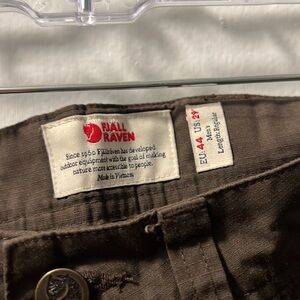 FJALL
RAVEN
Since 1960 Fjällräven has developed
outdoor equipment with the goal of making
nature more accessible to people.
Made in Vietnam
EU: 44 US: 29"
Men's
Length: Regular